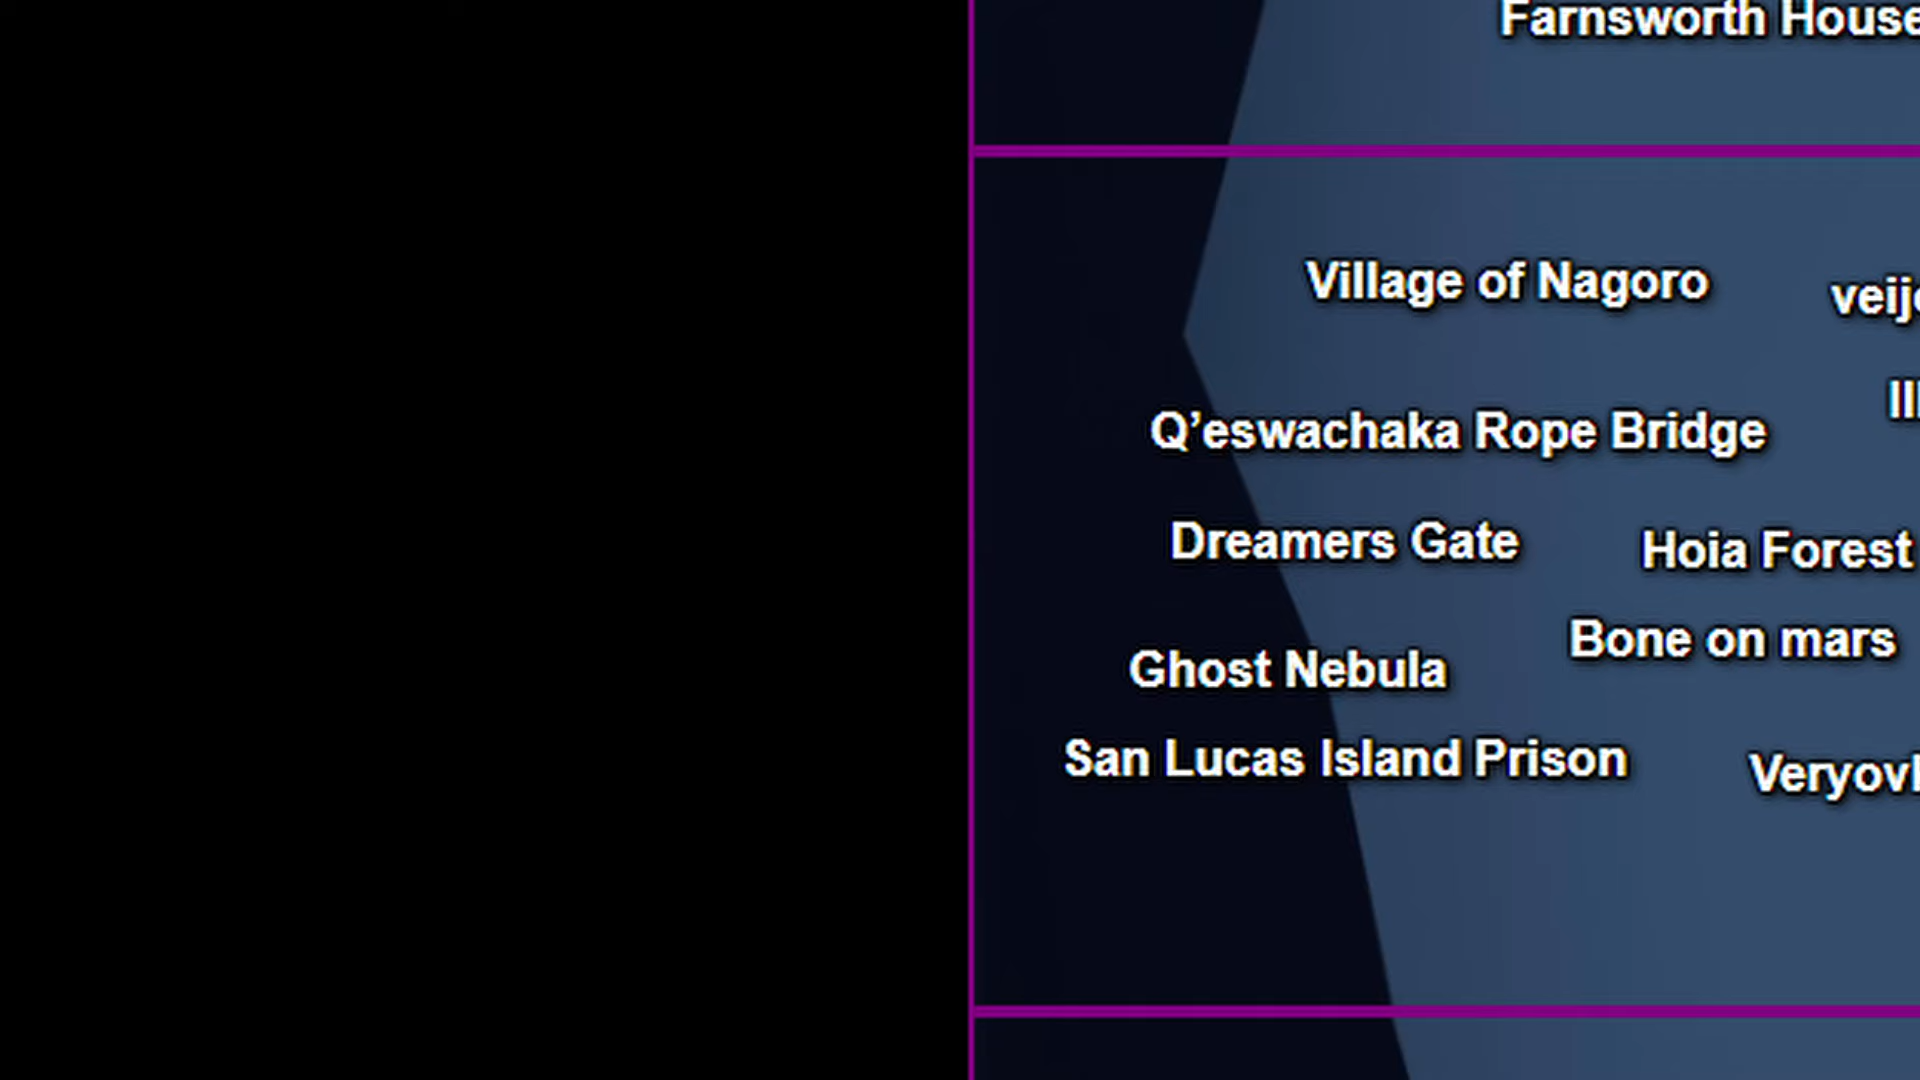 Farnsworth House
Village of Nagoro
Q’eswachaka Rope Bridge
Dreamers Gate
Hoia Forest
Bone on mars
Ghost Nebula
San Lucas Island Prison